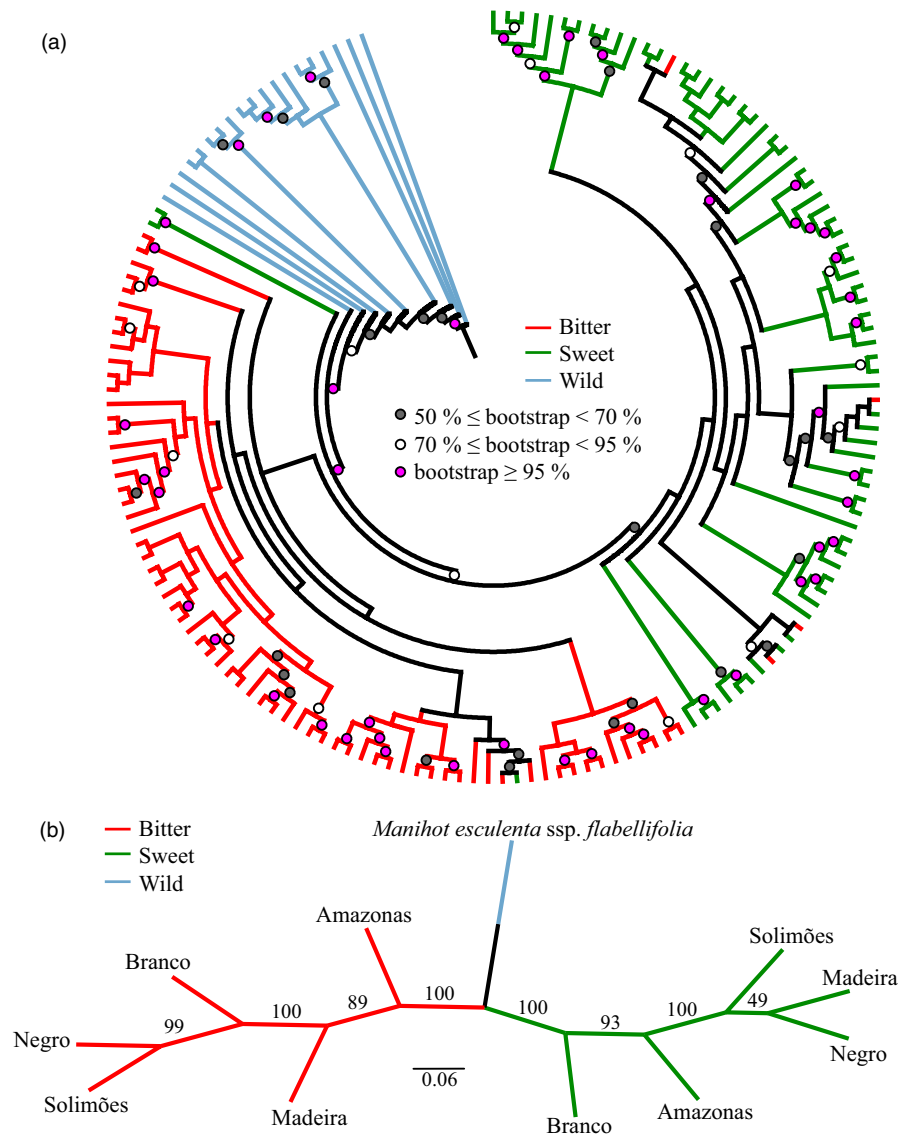 (a)
Bitter
Sweet
Wild
50 % ≤ bootstrap < 70 %
70 % ≤ bootstrap < 95 %
bootstrap ≥ 95 %
(b)
Bitter
Sweet
Wild
Manihot esculenta ssp. flabellifolia
Amazonas
Branco
Negro
Solimões
Madeira
99
100
89
100
100
93
100
49
Solimões
Madeira
Negro
Amazonas
Branco
0.06